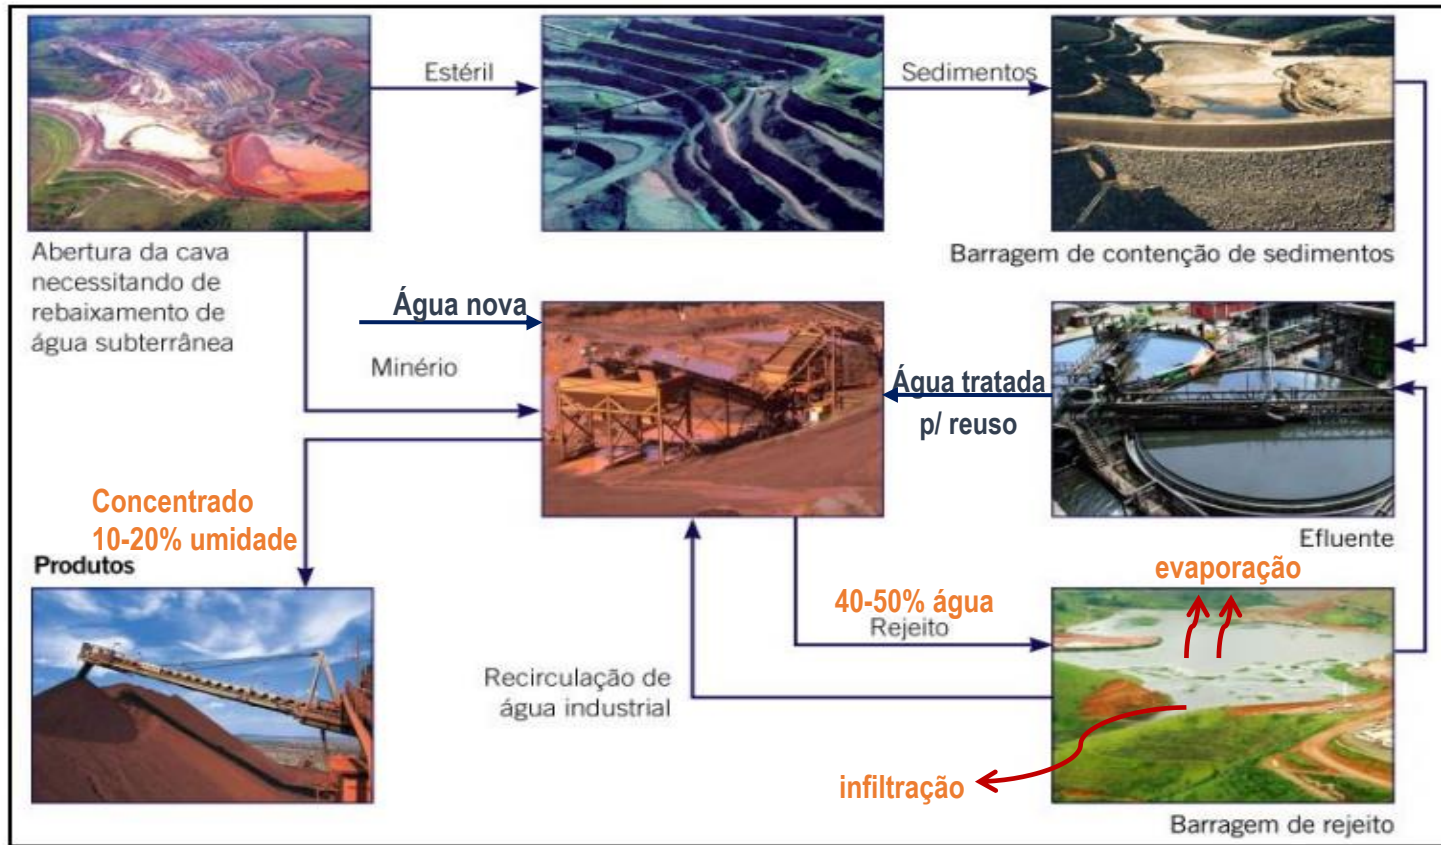 Estéril
Sedimentos
Abertura da cava
necessitando de
rebaixamento de
água subterrânea
Barragem de contenção de sedimentos
Água nova
Minério
Água tratada
p/ reuso
Efluente
Concentrado
10-20% umidade
Produtos
evaporação
40-50% água
Rejeito
Recirculação de
água industrial
infiltração
Barragem de rejeito